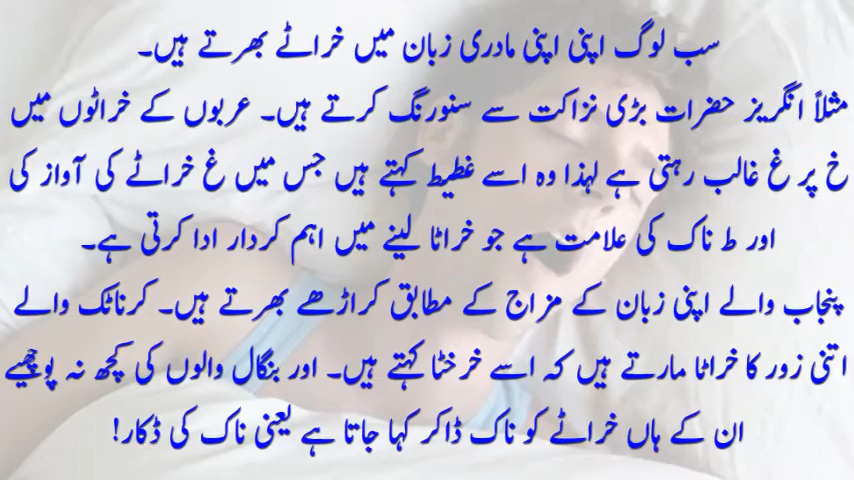 سب لوگ اپنی اپنی مادری زبان میں خراٹے بھرتے ہیں۔
مثلاً انگریز حضرات بڑی نزاکت سے سنورنگ کرتے ہیں۔ عربوں کے خراٹوں میں
خ پر غ غالب رہتی ہے لہذا وہ اسے غطیط کہتے ہیں جس میں غ خراٹے کی آواز کی
اور ط ناک کی علامت ہے جو خراٹا لینے میں اہم کردار ادا کرتی ہے۔
پنجاب والے اپنی زبان کے مزاج کے مطابق کراڑھے بھرتے ہیں۔ کرناٹک والے
اتنی زور کا خراٹا مارتے ہیں کہ اسے خرخٹا کہتے ہیں۔ اور بنگال والوں کی کچھ نہ پوچھیے
ان کے ہاں خراٹے کو ناک ڈاکر کہا جاتا ہے یعنی ناک کی ڈکار!